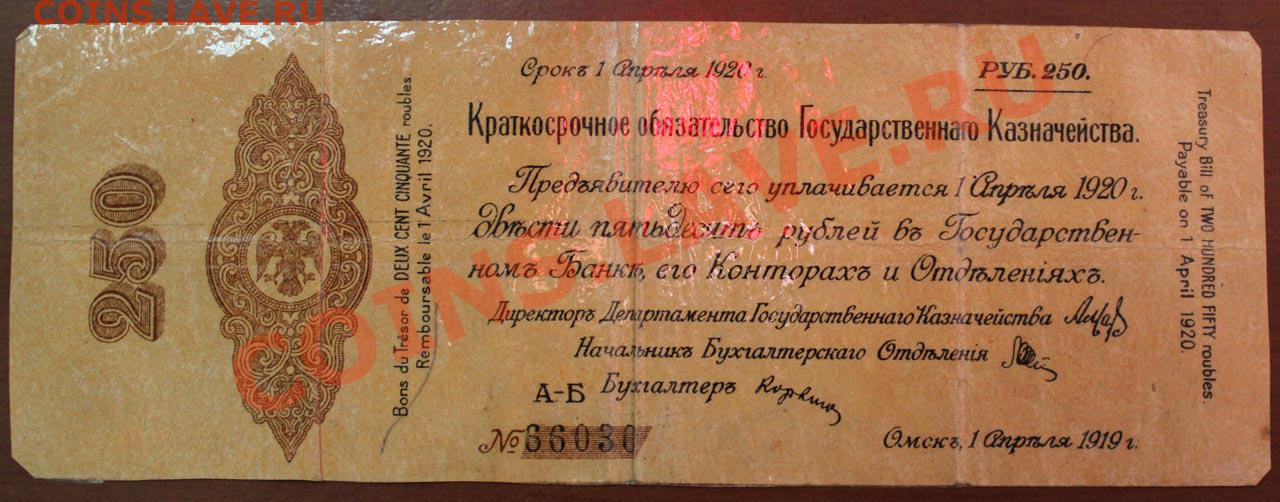 COINS.LAVE.RU
250
Bons du Trésor de DEUX CENT CINQUANTE roubles.
Remboursable le 1 Avril 1920.
Срокъ 1 Апрѣля 1920 г.
РУБ. 250.
Краткосрочное обязательство Государственнаго Казначейства.
Предъявителю сего уплачивается 1 Апрѣля 1920 г.
Двѣсти пятьдесятъ рублей въ Государствен-
номъ Банкѣ, его Конторахъ и Отдѣленіяхъ.
Директоръ Департамента Государственнаго Казначейства
Начальникъ Бухгалтерскаго Отдѣленія
Бухгалтеръ
А-Б
№ 66036
Омскъ, 1 Апрѣля 1919 г.
Treasury Bill of TWO HUNDRED FIFTY roubles.
Payable on 1 April 1920.
COINS.LAVE.RU